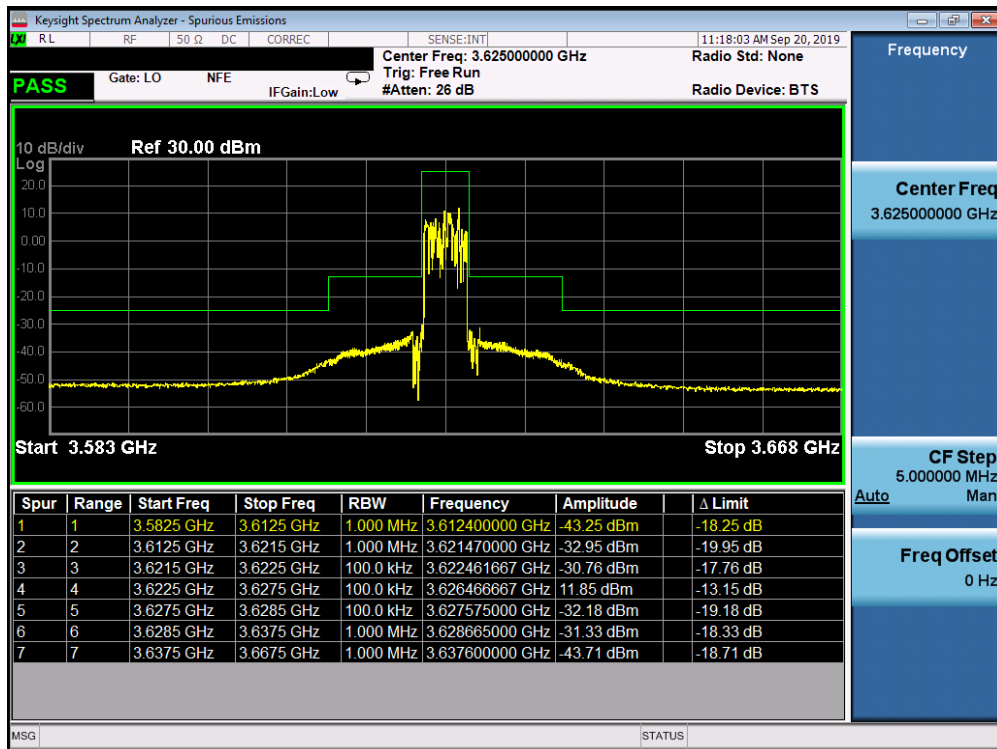 Keysight Spectrum Analyzer - Spurious Emissions
LXI RL RF 50 Ω DC CORREC SENSE:INT 11:18:03 AM Sep 20, 2019
Center Freq: 3.625000000 GHz Radio Std: None
PASS Gate: LO NFE Trig: Free Run
IFGain:Low #Atten: 26 dB Radio Device: BTS
10 dB/div Ref 30.00 dBm
Log
20.0
10.0
0.00
-10.0
-20.0
-30.0
-40.0
-50.0
-60.0
Start 3.583 GHz Stop 3.668 GHz
Spur Range Start Freq Stop Freq RBW Frequency Amplitude Δ Limit
1 1 3.5825 GHz 3.6125 GHz 1.000 MHz 3.612400000 GHz -43.25 dBm -18.25 dB
2 2 3.6125 GHz 3.6215 GHz 1.000 MHz 3.621470000 GHz -32.95 dBm -19.95 dB
3 3 3.6215 GHz 3.6225 GHz 100.0 kHz 3.622461667 GHz -30.76 dBm -17.76 dB
4 4 3.6225 GHz 3.6275 GHz 100.0 kHz 3.626466667 GHz 11.85 dBm -13.15 dB
5 5 3.6275 GHz 3.6285 GHz 100.0 kHz 3.627575000 GHz -32.18 dBm -19.18 dB
6 6 3.6285 GHz 3.6375 GHz 1.000 MHz 3.628665000 GHz -31.33 dBm -18.33 dB
7 7 3.6375 GHz 3.6675 GHz 1.000 MHz 3.637600000 GHz -43.71 dBm -18.71 dB
MSG STATUS
Frequency
Center Freq
3.625000000 GHz
CF Step
5.000000 MHz
Auto Man
Freq Offset
0 Hz